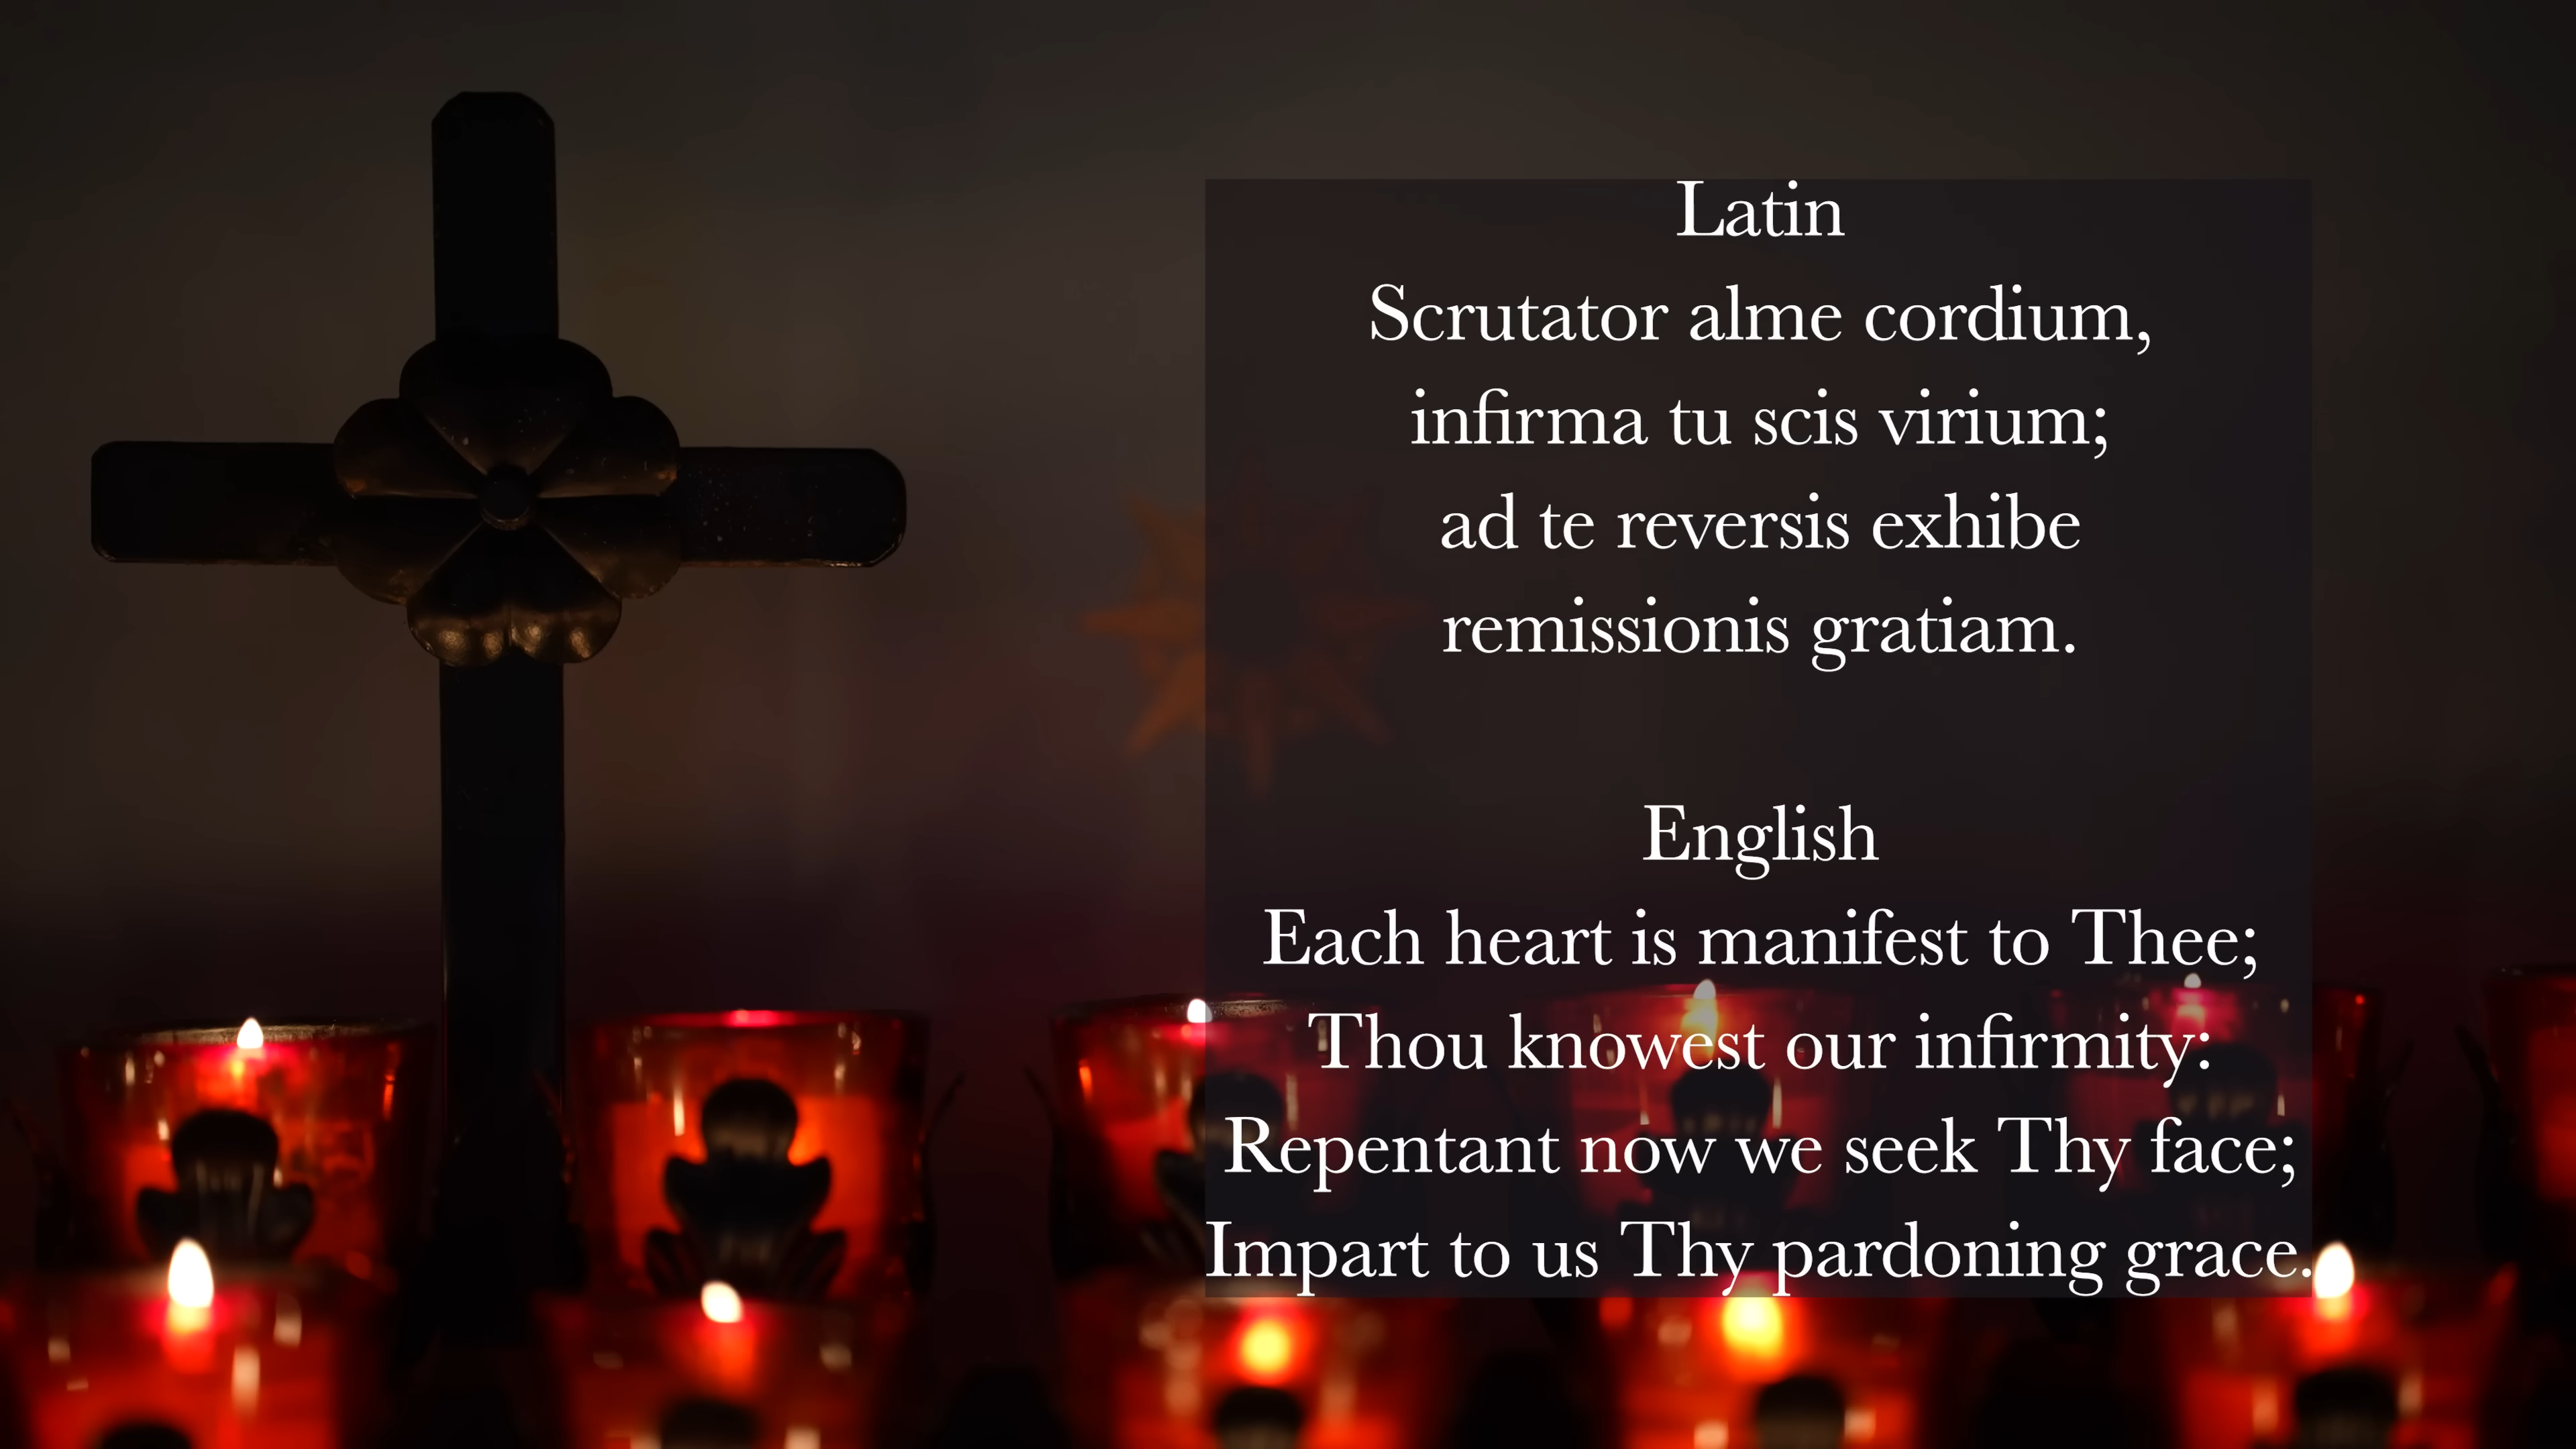 Latin
Scrutator alme cordium,
infirma tu scis virium;
ad te reversis exhibe
remissionis gratiam.
English
Each heart is manifest to Thee;
Thou knowest our infirmity:
Repentant now we seek Thy face;
Impart to us Thy pardoning grace.